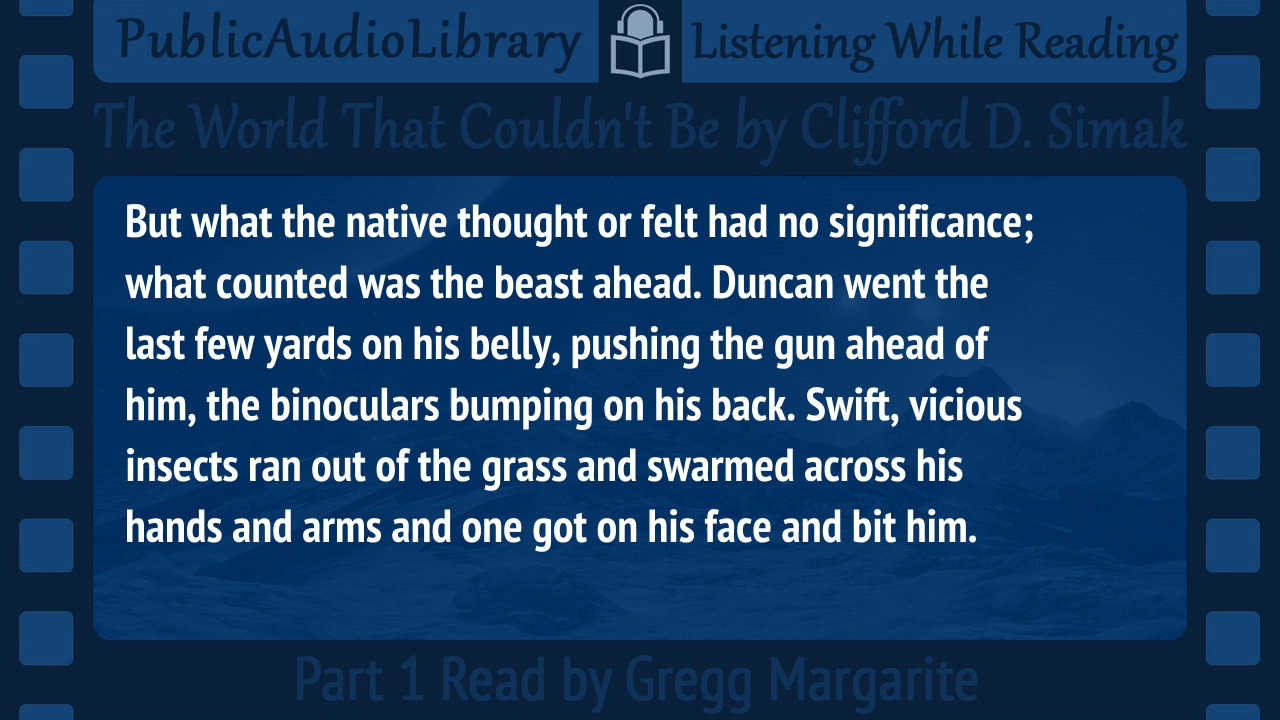 PublicAudioLibrary Listening While Reading
The World That Couldn't Be by Clifford D. Simak
But what the native thought or felt had no significance;
what counted was the beast ahead. Duncan went the
last few yards on his belly, pushing the gun ahead of
him, the binoculars bumping on his back. Swift, vicious
insects ran out of the grass and swarmed across his
hands and arms and one got on his face and bit him.
Part 1 Read by Gregg Margarite